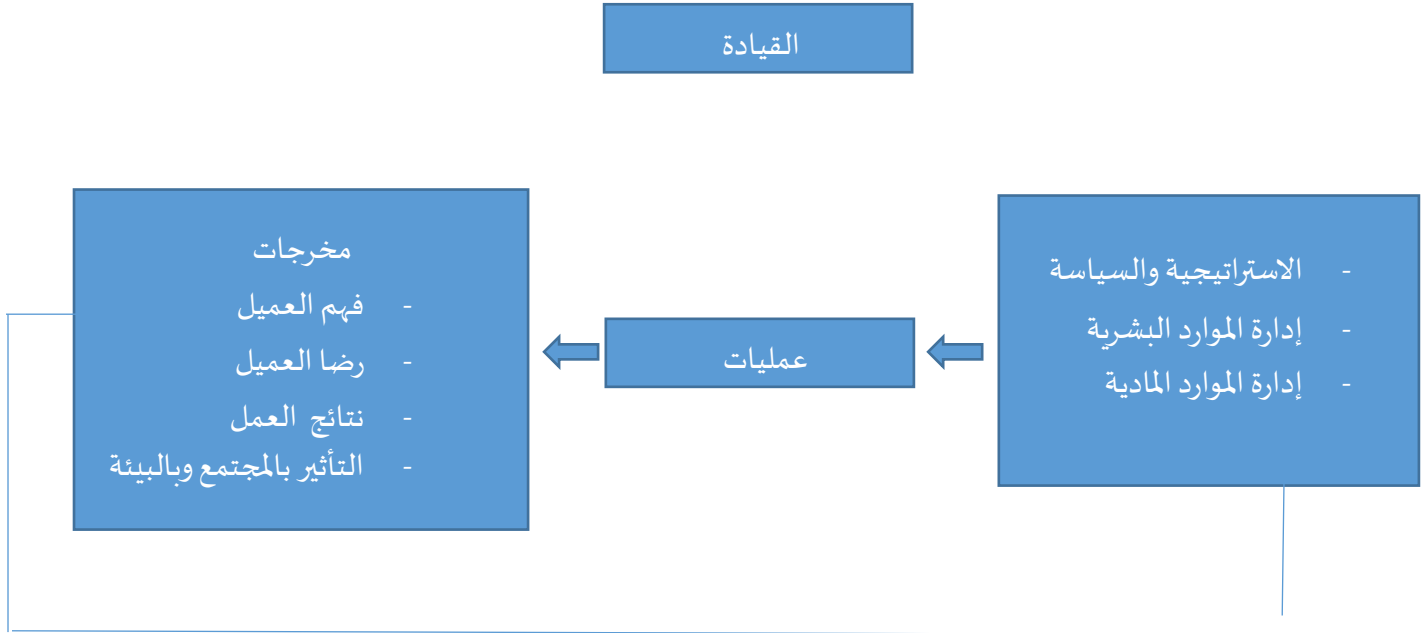 القيادة
- الاستراتيجية والسياسة
- إدارة الموارد البشرية
- إدارة الموارد المادية
عمليات
مخرجات
- فهم العميل
- رضا العميل
- نتائج العمل
- التأثير بالمجتمع وبالبيئة